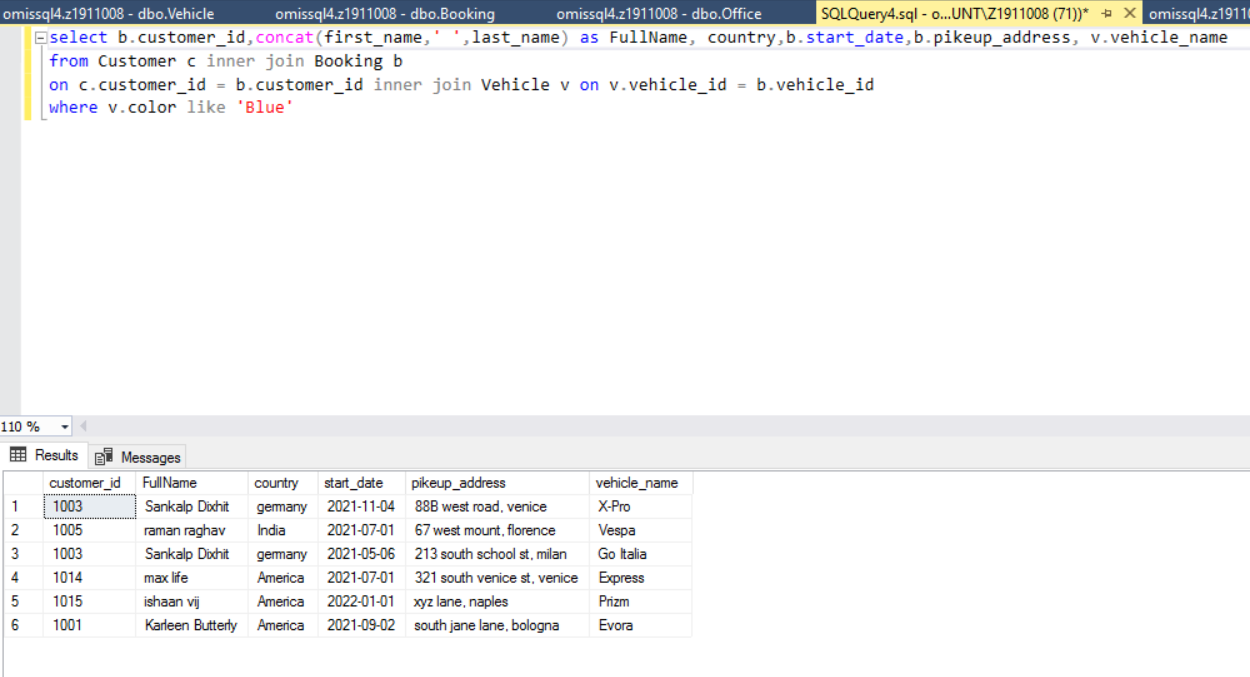 omissql4.z1911008 - dbo.Vehicle omissql4.z1911008 - dbo.Booking omissql4.z1911008 - dbo.Office SQLQuery4.sql - o...UNT\Z1911008 (71))* omissql4.z1911
select b.customer_id,concat(first_name,' ',last_name) as FullName, country,b.start_date,b.pikeup_address, v.vehicle_name
from Customer c inner join Booking b
on c.customer_id = b.customer_id inner join Vehicle v on v.vehicle_id = b.vehicle_id
where v.color like 'Blue'
110 %
Results Messages
customer_id FullName country start_date pikeup_address vehicle_name
1 1003 Sankalp Dixhit germany 2021-11-04 88B west road, venice X-Pro
2 1005 raman raghav India 2021-07-01 67 west mount, florence Vespa
3 1003 Sankalp Dixhit germany 2021-05-06 213 south school st, milan Go Italia
4 1014 max life America 2021-07-01 321 south venice st, venice Express
5 1015 ishaan vij America 2022-01-01 xyz lane, naples Prizm
6 1001 Karleen Butterly America 2021-09-02 south jane lane, bologna Evora